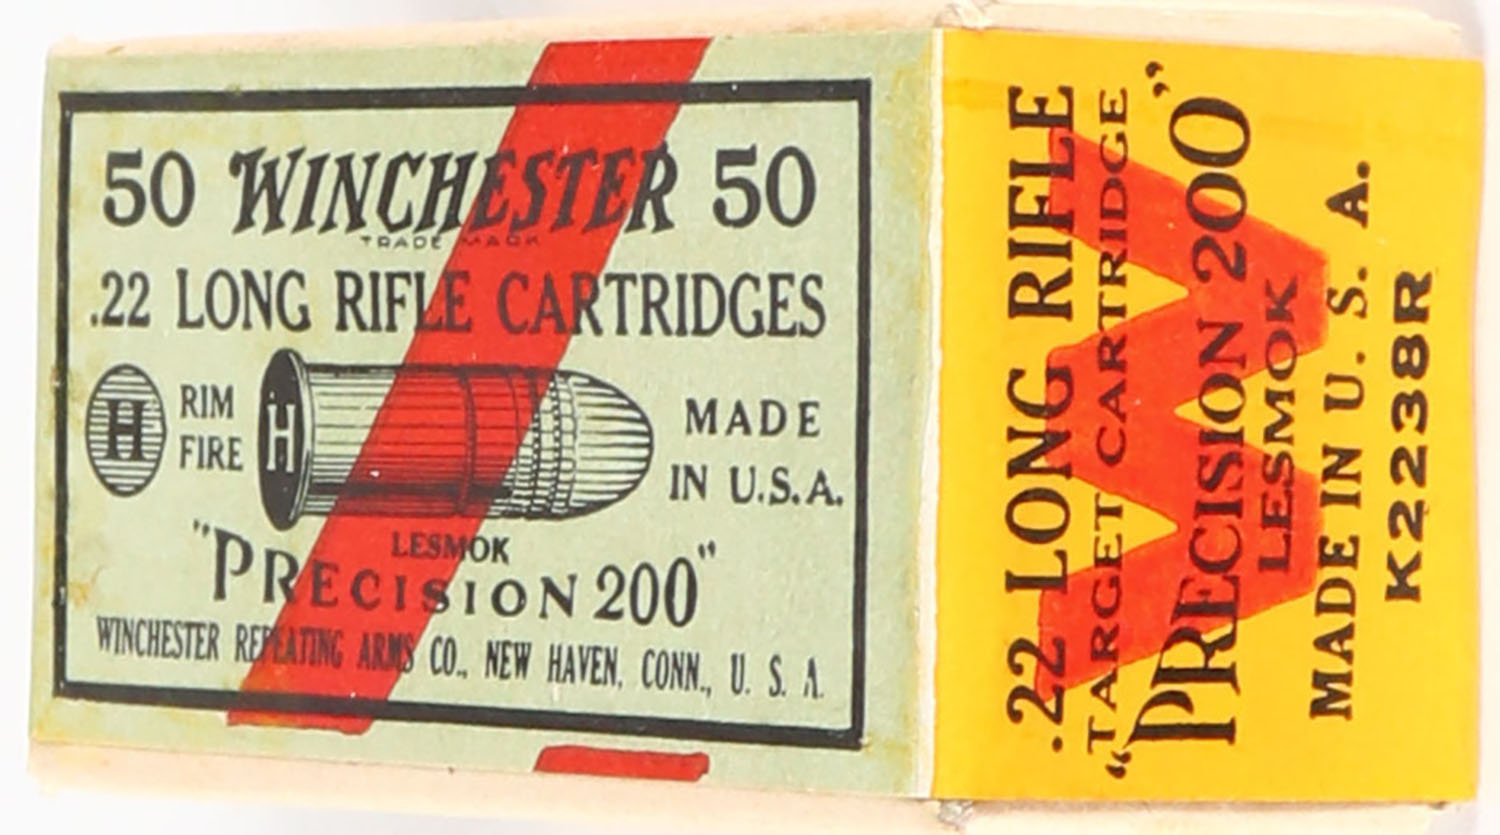 50 WINCHESTER 50
TRADE MARK
.22 LONG RIFLE CARTRIDGES
H RIM FIRE H MADE IN U.S.A.
LESMOK
"PRECISION 200"
WINCHESTER REPEATING ARMS CO., NEW HAVEN, CONN., U. S. A.
.22 LONG RIFLE
TARGET CARTRIDGE
"PRECISION 200"
LESMOK
MADE IN U. S. A.
K2238R
W